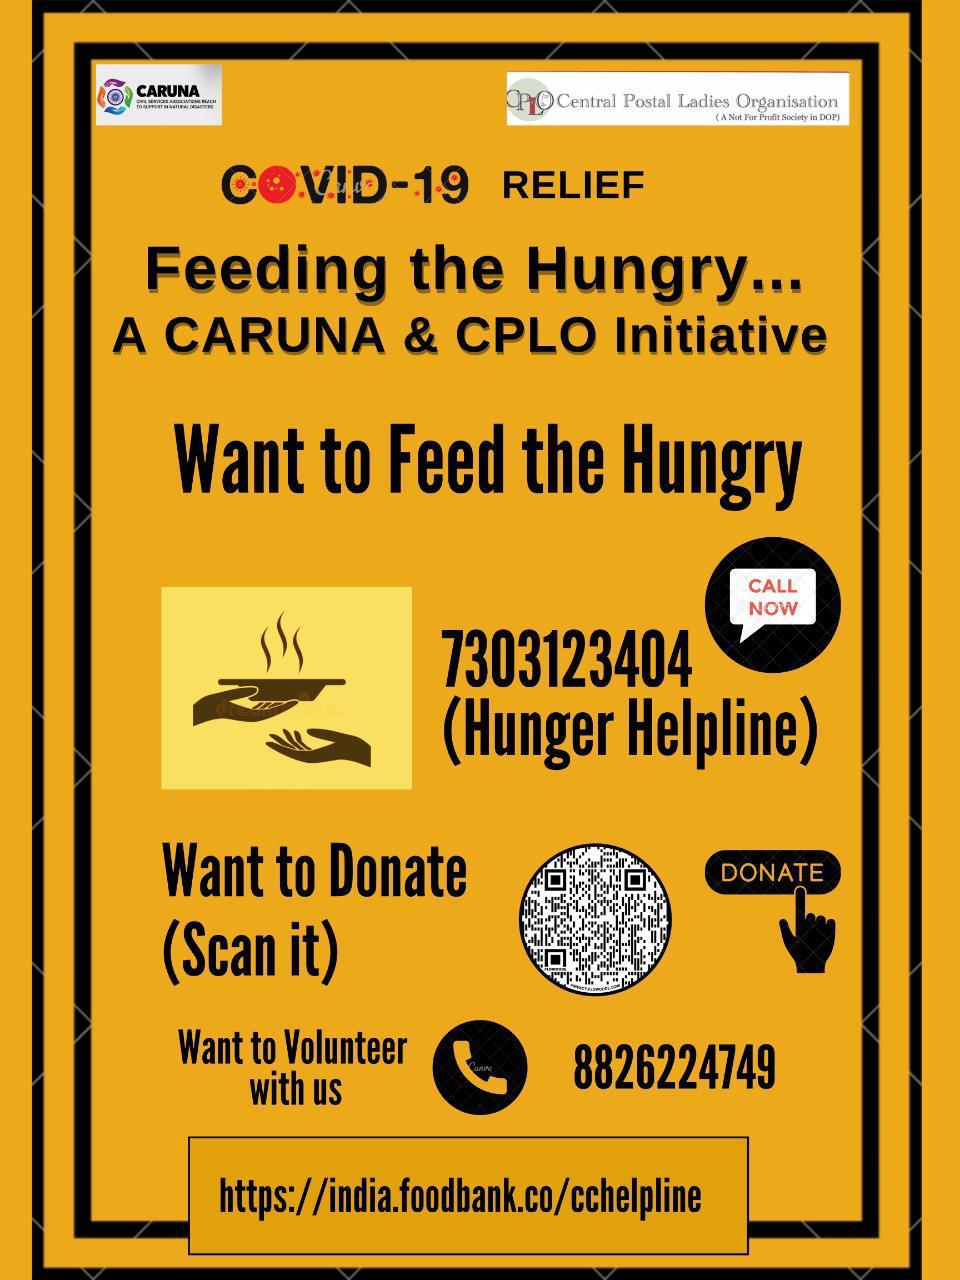 CARUNA
CIVIL SERVICES ASSOCIATIONS REACH
TO SUPPORT IN NATURAL DISASTERS
CPLO Central Postal Ladies Organisation
( A Not For Profit Society in DOP)
COVID-19 RELIEF
Feeding the Hungry...
A CARUNA & CPLO Initiative
Want to Feed the Hungry
CALL
NOW
7303123404
(Hunger Helpline)
Want to Donate
(Scan it)
DONATE
Want to Volunteer
with us
Canva
8826224749
https://india.foodbank.co/cchelpline